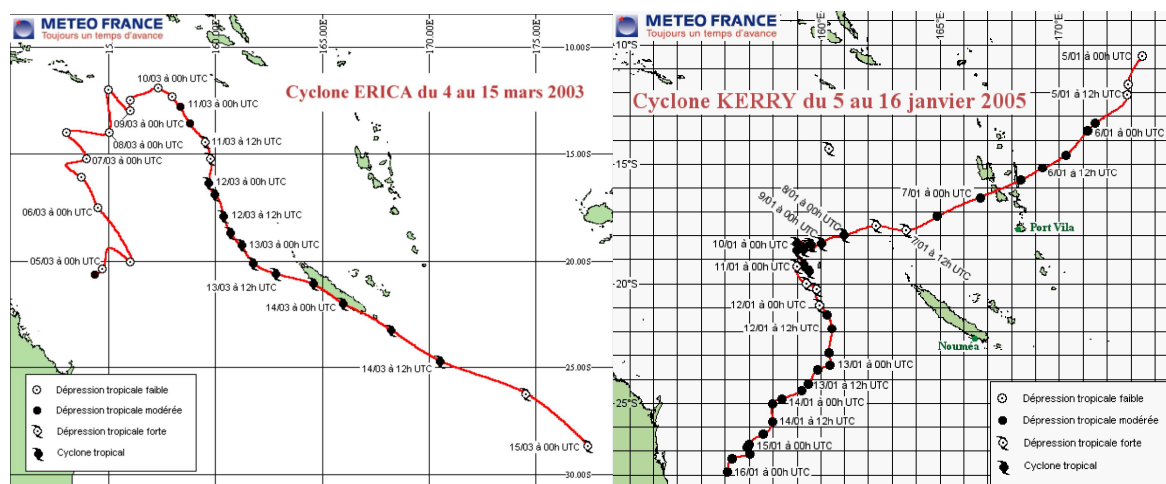 METEO FRANCE
Toujours un temps d'avance
160.00E
165.00E
170.00E
175.00E
10.00S
10/03 à 00h UTC
11/03 à 00h UTC
Cyclone ERICA du 4 au 15 mars 2003
09/03 à 00h UTC
08/03 à 00h UTC
11/03 à 12h UTC
07/03 à 00h UTC
15.00S
12/03 à 00h UTC
06/03 à 00h UTC
12/03 à 12h UTC
13/03 à 00h UTC
05/03 à 00h UTC
20.00S
13/03 à 12h UTC
14/03 à 00h UTC
14/03 à 12h UTC
25.00S
15/03 à 00h UTC
30.00S
Dépression tropicale faible
Dépression tropicale modérée
Dépression tropicale forte
Cyclone tropical
METEO FRANCE
Toujours un temps d'avance
160°E
165°E
170°E
10°S
5/01 à 00h UTC
5/01 à 12h UTC
Cyclone KERRY du 5 au 16 janvier 2005
6/01 à 00h UTC
15°S
6/01 à 12h UTC
7/01 à 00h UTC
8/01 à 00h UTC
9/01 à 00h UTC
Port Vila
7/01 à 12h UTC
10/01 à 00h UTC
11/01 à 00h UTC
20°S
12/01 à 00h UTC
12/01 à 12h UTC
Nouméa
13/01 à 00h UTC
13/01 à 12h UTC
14/01 à 00h UTC
25°S
14/01 à 12h UTC
15/01 à 00h UTC
16/01 à 00h UTC
Dépression tropicale faible
Dépression tropicale modérée
Dépression tropicale forte
Cyclone tropical